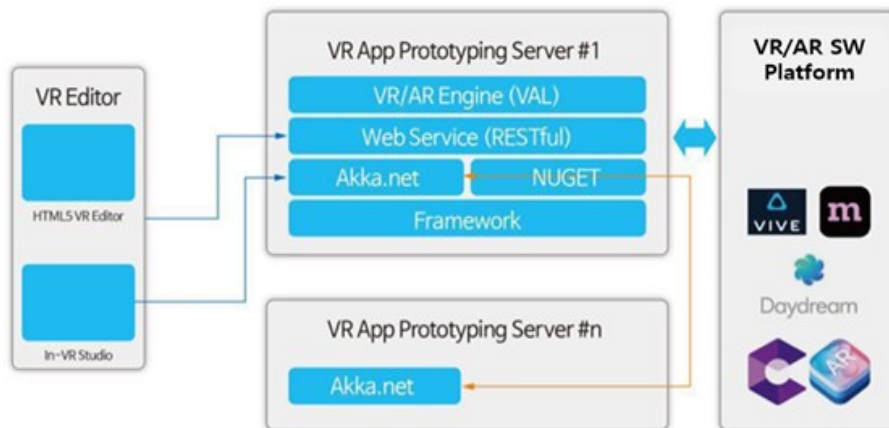 VR Editor
HTML5 VR Editor
In-VR Studio
VR App Prototyping Server #1
VR/AR Engine (VAL)
Web Service (RESTful)
Akka.net
NUGET
Framework
VR App Prototyping Server #n
Akka.net
VR/AR SW
Platform
VIVE
m
Daydream
AR